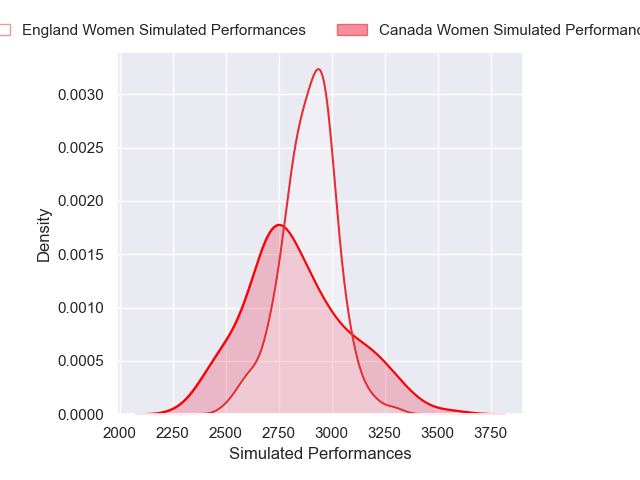 England Women Simulated Performances
Canada Women Simulated Performan
0.0030
0.0025
0.0020
0.0015
0.0010
0.0005
0.0000
Density
2000 2250 2500 2750 3000 3250 3500 3750
Simulated Performances